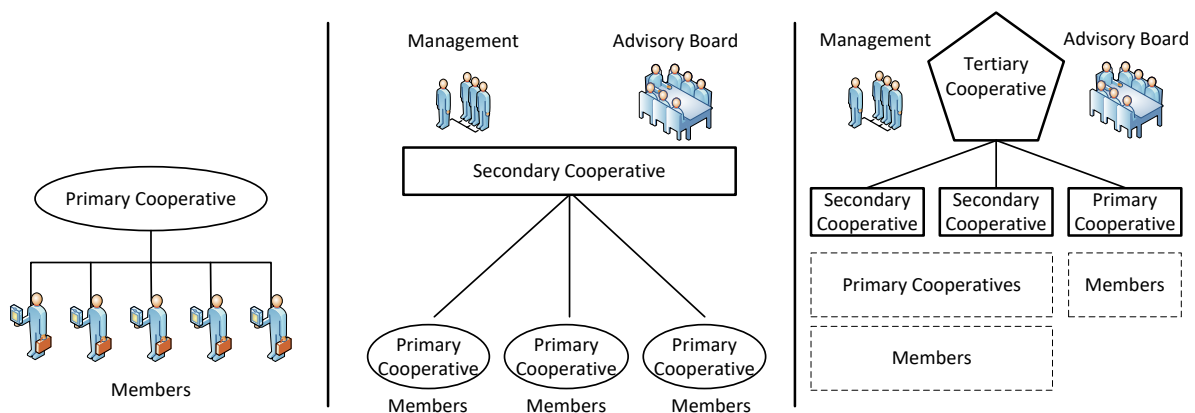 Primary Cooperative
Members
Management
Advisory Board
Secondary Cooperative
Primary
Cooperative
Primary
Cooperative
Primary
Cooperative
Members
Members
Members
Management
Tertiary
Cooperative
Advisory Board
Secondary
Cooperative
Secondary
Cooperative
Primary
Cooperative
Primary Cooperatives
Members
Members